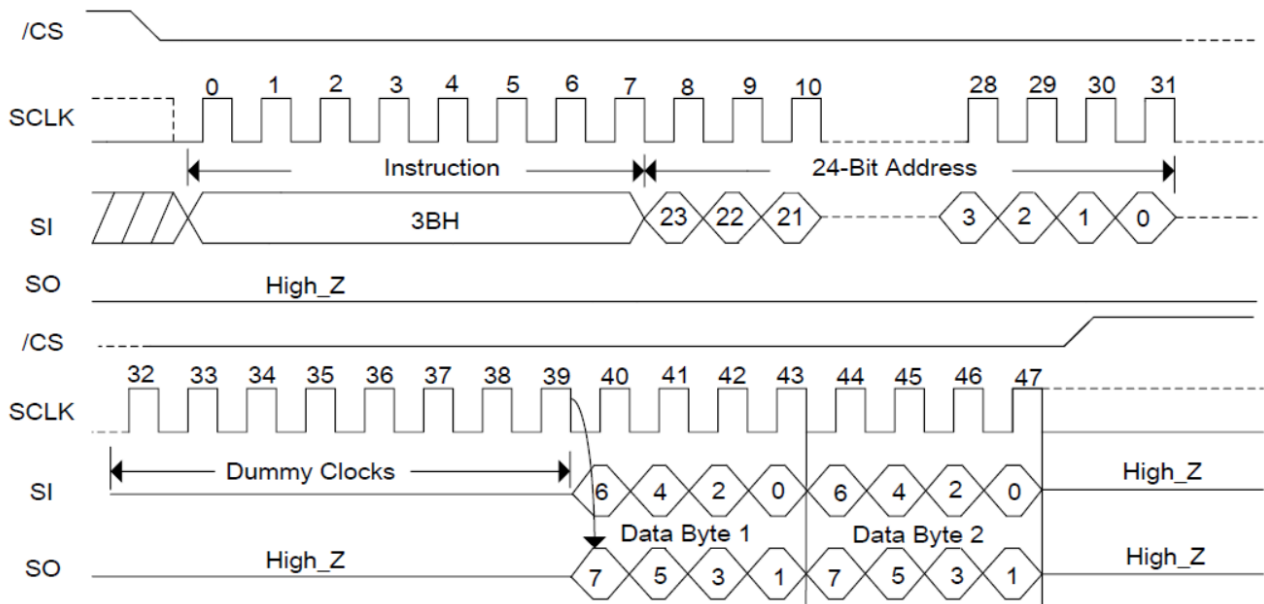 /CS
0 1 2 3 4 5 6 7 8 9 10 28 29 30 31
SCLK
Instruction 24-Bit Address
SI 3BH 23 22 21 3 2 1 0
SO High_Z
/CS
32 33 34 35 36 37 38 39 40 41 42 43 44 45 46 47
SCLK
Dummy Clocks High_Z
SI 6 4 2 0 6 4 2 0
Data Byte 1 Data Byte 2
SO High_Z 7 5 3 1 7 5 3 1 High_Z